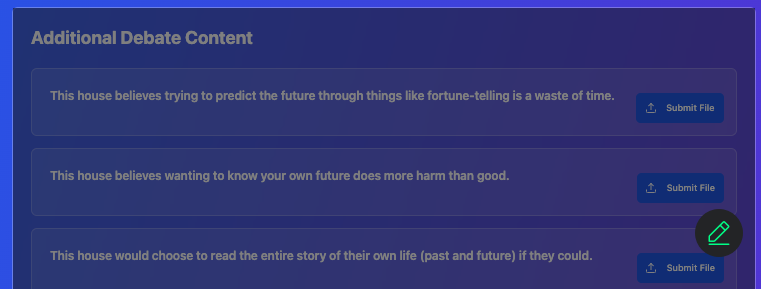 Additional Debate Content
This house believes trying to predict the future through things like fortune-telling is a waste of time.
Submit File
This house believes wanting to know your own future does more harm than good.
Submit File
This house would choose to read the entire story of their own life (past and future) if they could.
Submit File